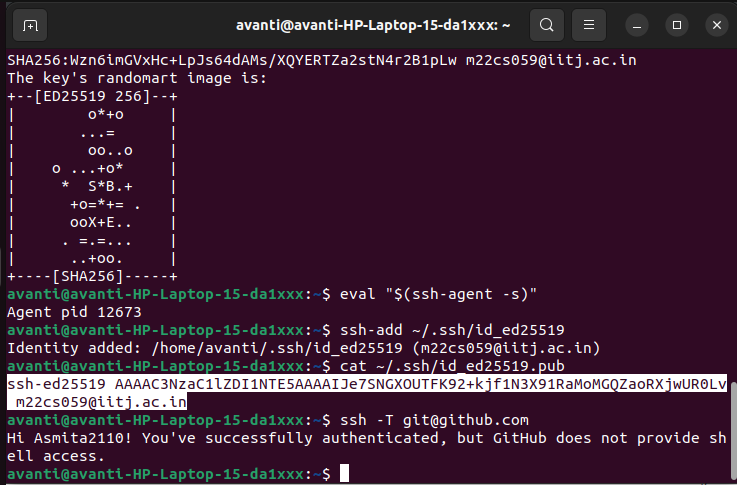 avanti@avanti-HP-Laptop-15-da1xxx: ~
SHA256:Wzn6imGVxHc+LpJs64dAMs/XQYERTZa2stN4r2B1pLw m22cs059@iitj.ac.in
The key's randomart image is:
+--[ED25519 256]--+
|        o*+o     |
|       ...=      |
|        oo..o    |
|    o ...+o*     |
|     *  S*B.+    |
|      +o=*+= .   |
|      ooX+E..    |
|     . =.=...    |
|      ..+oo.     |
+----[SHA256]-----+
avanti@avanti-HP-Laptop-15-da1xxx:~$ eval "$(ssh-agent -s)"
Agent pid 12673
avanti@avanti-HP-Laptop-15-da1xxx:~$ ssh-add ~/.ssh/id_ed25519
Identity added: /home/avanti/.ssh/id_ed25519 (m22cs059@iitj.ac.in)
avanti@avanti-HP-Laptop-15-da1xxx:~$ cat ~/.ssh/id_ed25519.pub
ssh-ed25519 AAAAC3NzaC1lZDI1NTE5AAAAIJe7SNGXOUTFK92+kjf1N3X91RaMoMGQZaoRXjwUR0Lv
 m22cs059@iitj.ac.in
avanti@avanti-HP-Laptop-15-da1xxx:~$ ssh -T git@github.com
Hi Asmita2110! You've successfully authenticated, but GitHub does not provide sh
ell access.
avanti@avanti-HP-Laptop-15-da1xxx:~$